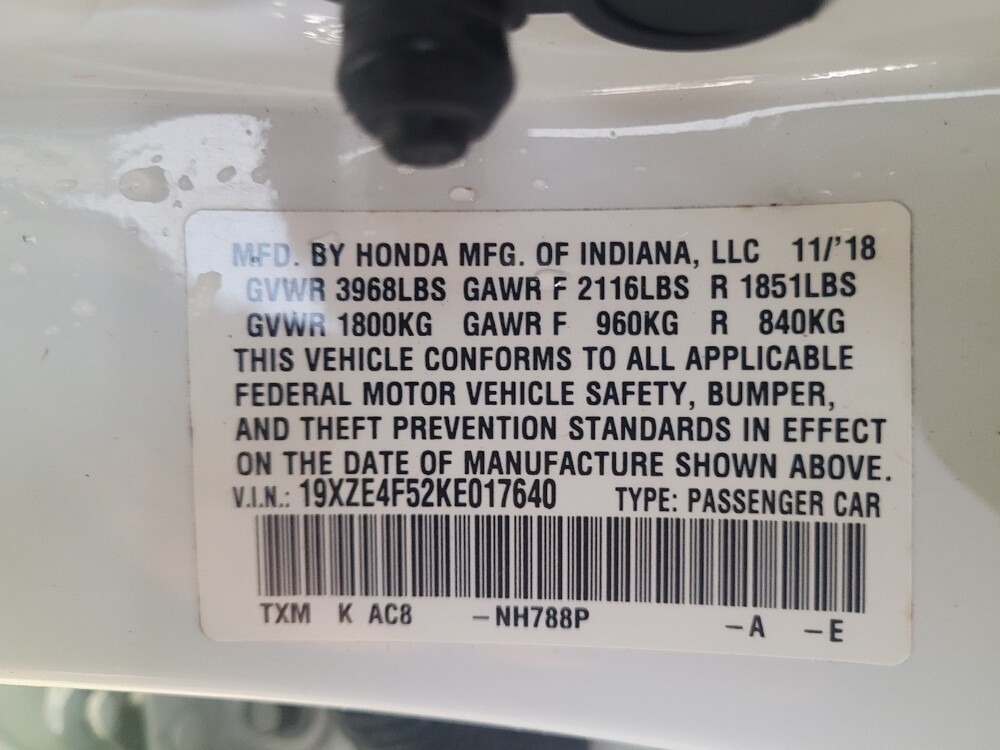 MFD. BY HONDA MFG. OF INDIANA, LLC 11/'18
GVWR 3968LBS GAWR F 2116LBS R 1851LBS
GVWR 1800KG GAWR F 960KG R 840KG
THIS VEHICLE CONFORMS TO ALL APPLICABLE
FEDERAL MOTOR VEHICLE SAFETY, BUMPER,
AND THEFT PREVENTION STANDARDS IN EFFECT
ON THE DATE OF MANUFACTURE SHOWN ABOVE.
V.I.N.: 19XZE4F52KE017640 TYPE: PASSENGER CAR
TXM K AC8 –NH788P –A –E